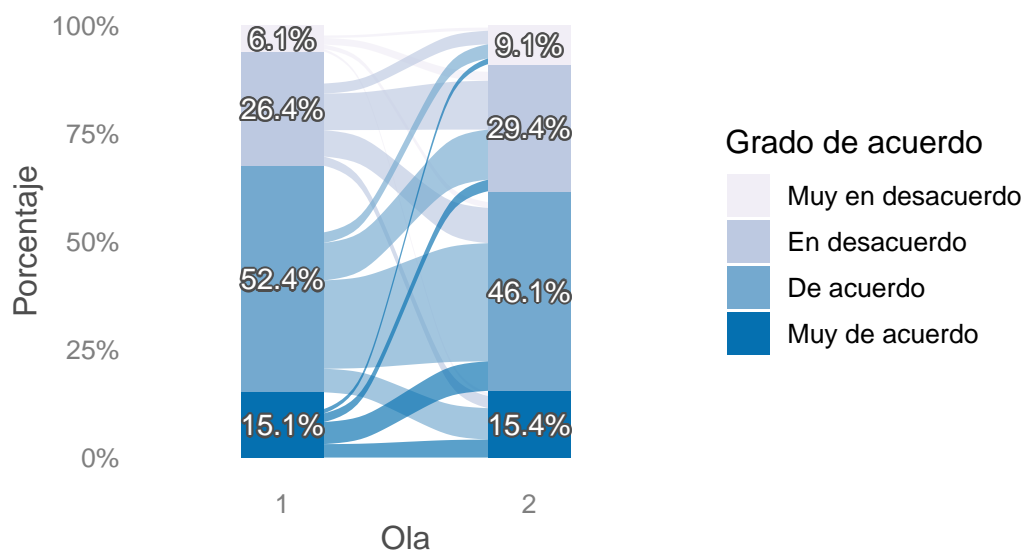 100%
75%
50%
25%
0%
Porcentaje
6.1%
26.4%
52.4%
15.1%
9.1%
29.4%
46.1%
15.4%
1
2
Ola
Grado de acuerdo
Muy en desacuerdo
En desacuerdo
De acuerdo
Muy de acuerdo